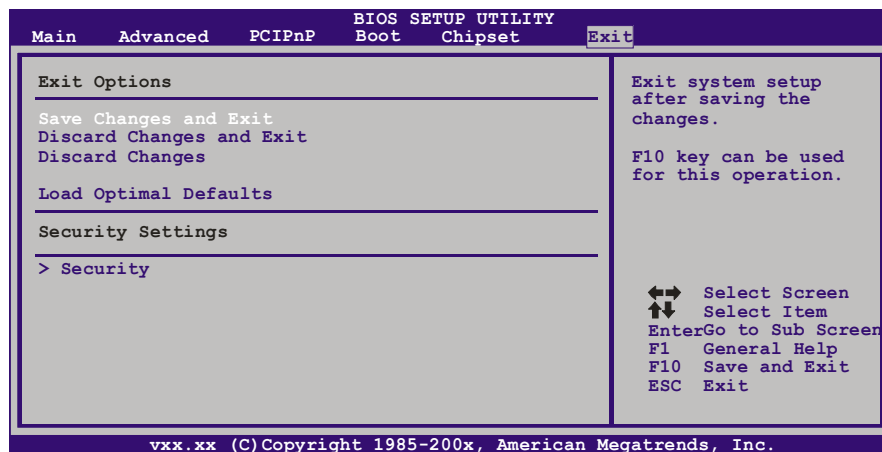 BIOS SETUP UTILITY
Main Advanced PCIPnP Boot Chipset Exit
Exit Options
Save Changes and Exit
Discard Changes and Exit
Discard Changes
Load Optimal Defaults
Security Settings
> Security
Exit system setup
after saving the
changes.
F10 key can be used
for this operation.
Select Screen
Select Item
EnterGo to Sub Screen
F1 General Help
F10 Save and Exit
ESC Exit
vxx.xx (C)Copyright 1985-200x, American Megatrends, Inc.